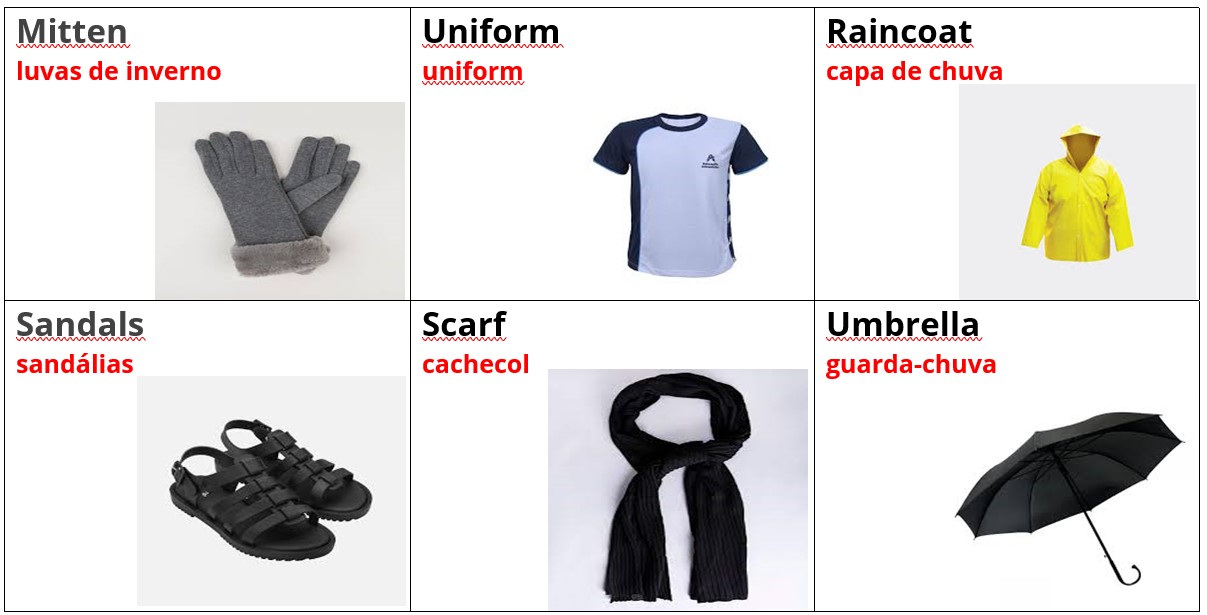 Mitten
luvas de inverno
Uniform
uniform
Raincoat
capa de chuva
Sandals
sandálias
Scarf
cachecol
Umbrella
guarda-chuva